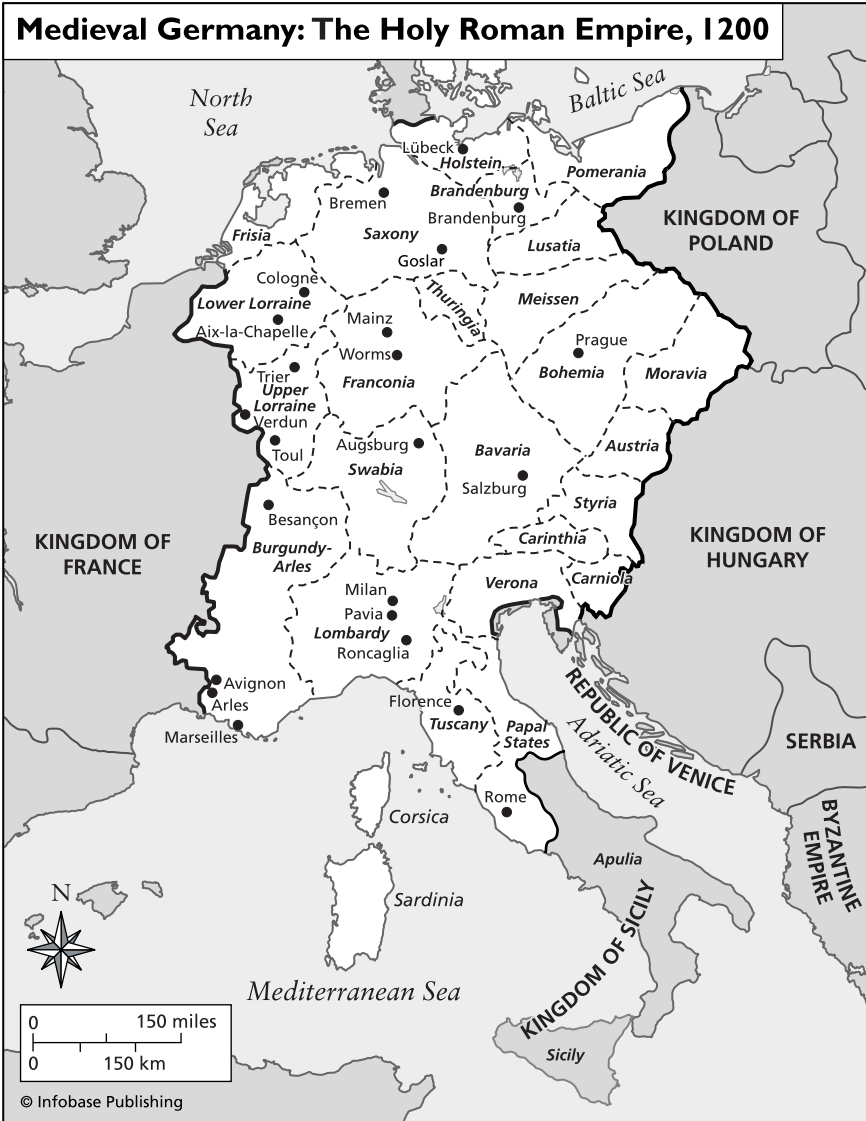 Medieval Germany: The Holy Roman Empire, 1200
North
Sea
Baltic Sea
Lübeck
Holstein
Pomerania
Bremen
Brandenburg
Brandenburg
KINGDOM OF
POLAND
Frisia
Saxony
Lusatia
Goslar
Cologne
Lower Lorraine
Thuringia
Meissen
Aix-la-Chapelle
Mainz
Prague
Worms
Bohemia
Moravia
Trier
Franconia
Upper
Lorraine
Verdun
Toul
Augsburg
Swabia
Bavaria
Austria
Salzburg
Styria
Besançon
KINGDOM OF
FRANCE
Burgundy-
Arles
Carinthia
KINGDOM OF
HUNGARY
Verona
Carniola
Milan
Pavia
Lombardy
Roncaglia
Avignon
Arles
Marseilles
Florence
Tuscany
Papal
States
REPUBLIC OF VENICE
Adriatic Sea
SERBIA
Rome
Corsica
BYZANTINE
EMPIRE
Apulia
Sardinia
KINGDOM OF SICILY
N
Mediterranean Sea
Sicily
0 150 miles
0 150 km
© Infobase Publishing